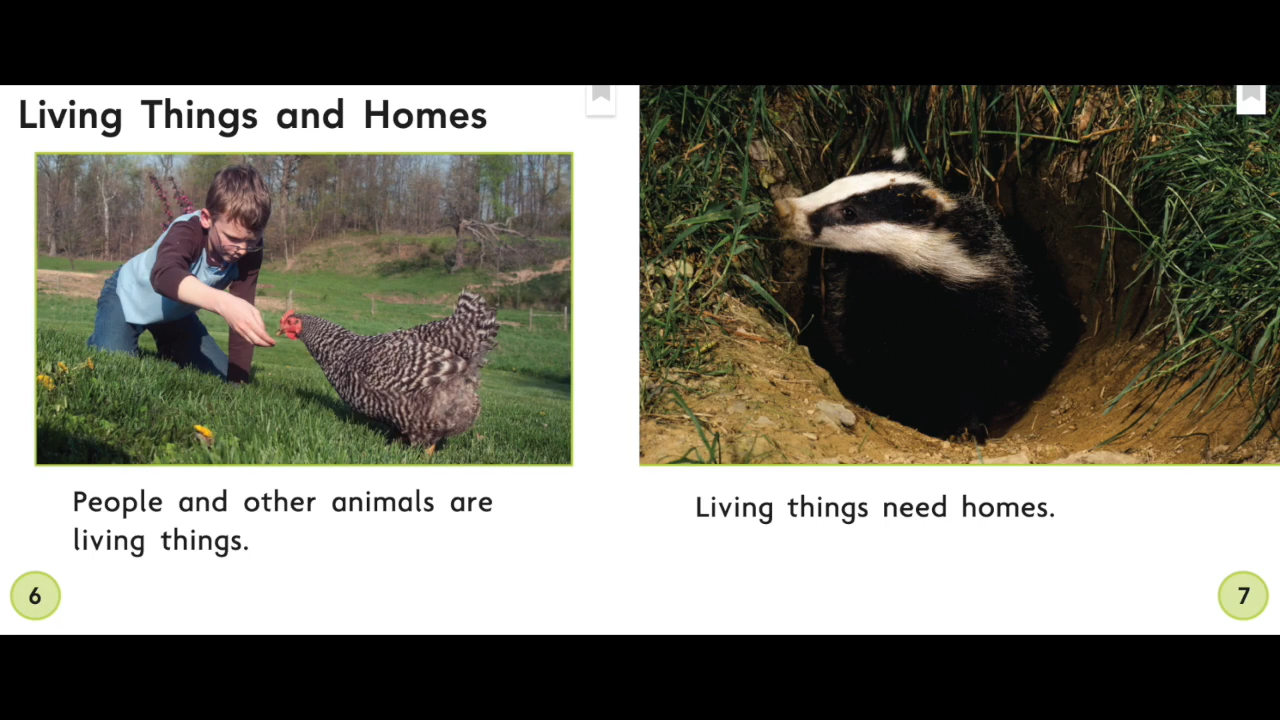 Living Things and Homes
People and other animals are
living things.
6
Living things need homes.
7